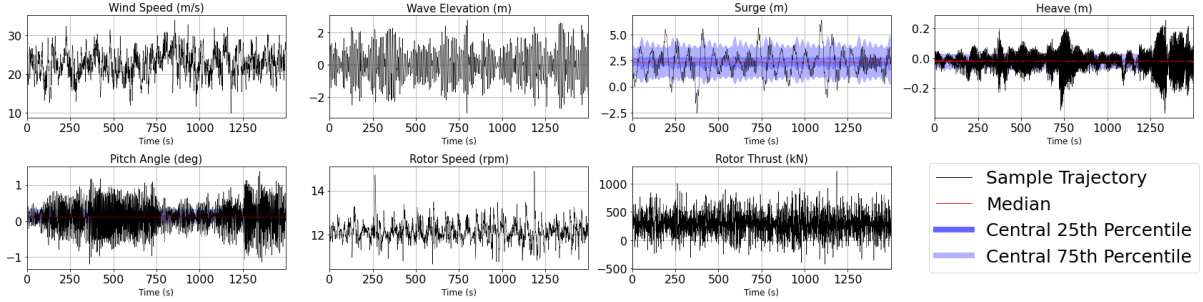 Wind Speed (m/s)
30
20
10
0 250 500 750 1000 1250
Time (s)
Wave Elevation (m)
2
0
−2
0 250 500 750 1000 1250
Time (s)
Surge (m)
5.0
2.5
0.0
−2.5
0 250 500 750 1000 1250
Time (s)
Heave (m)
0.2
0.0
−0.2
0 250 500 750 1000 1250
Time (s)
Pitch Angle (deg)
1
0
−1
0 250 500 750 1000 1250
Time (s)
Rotor Speed (rpm)
14
12
0 250 500 750 1000 1250
Time (s)
Rotor Thrust (kN)
1000
500
0
−500
0 250 500 750 1000 1250
Time (s)
Sample Trajectory
Median
Central 25th Percentile
Central 75th Percentile